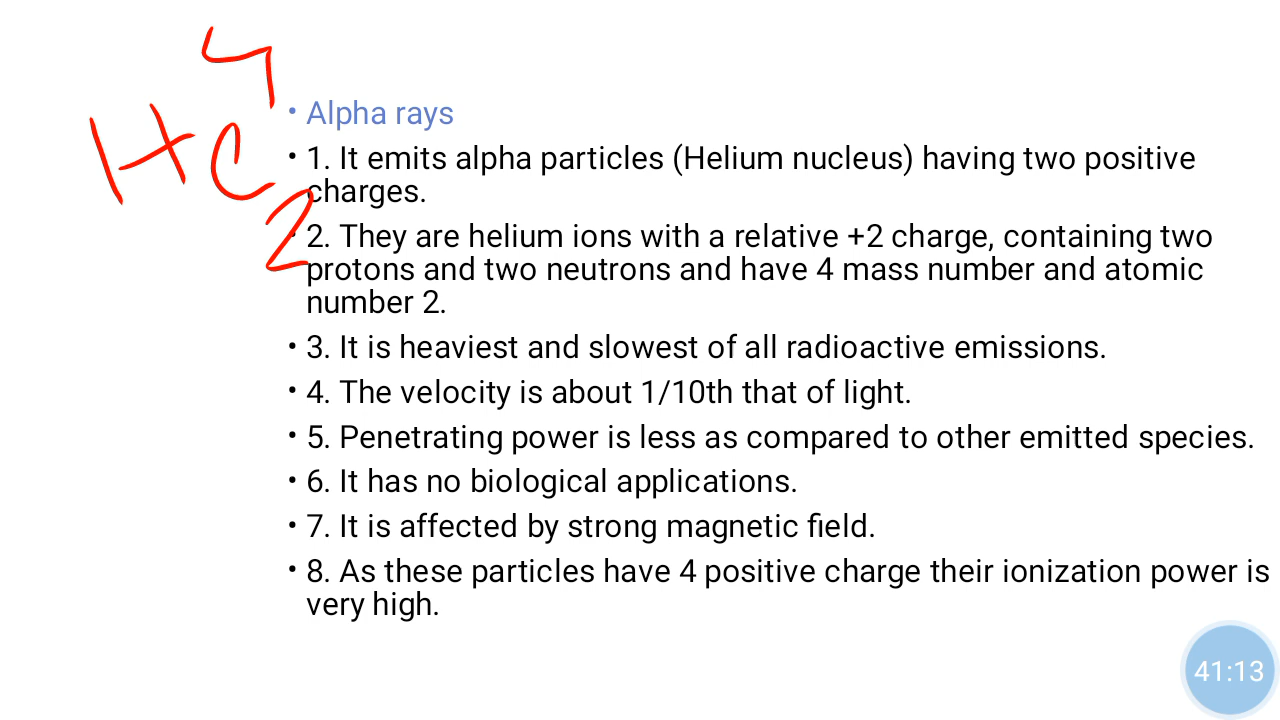 4
He
2
• Alpha rays
• 1. It emits alpha particles (Helium nucleus) having two positive
charges.
• 2. They are helium ions with a relative +2 charge, containing two
protons and two neutrons and have 4 mass number and atomic
number 2.
• 3. It is heaviest and slowest of all radioactive emissions.
• 4. The velocity is about 1/10th that of light.
• 5. Penetrating power is less as compared to other emitted species.
• 6. It has no biological applications.
• 7. It is affected by strong magnetic field.
• 8. As these particles have 4 positive charge their ionization power is
very high.
41:13